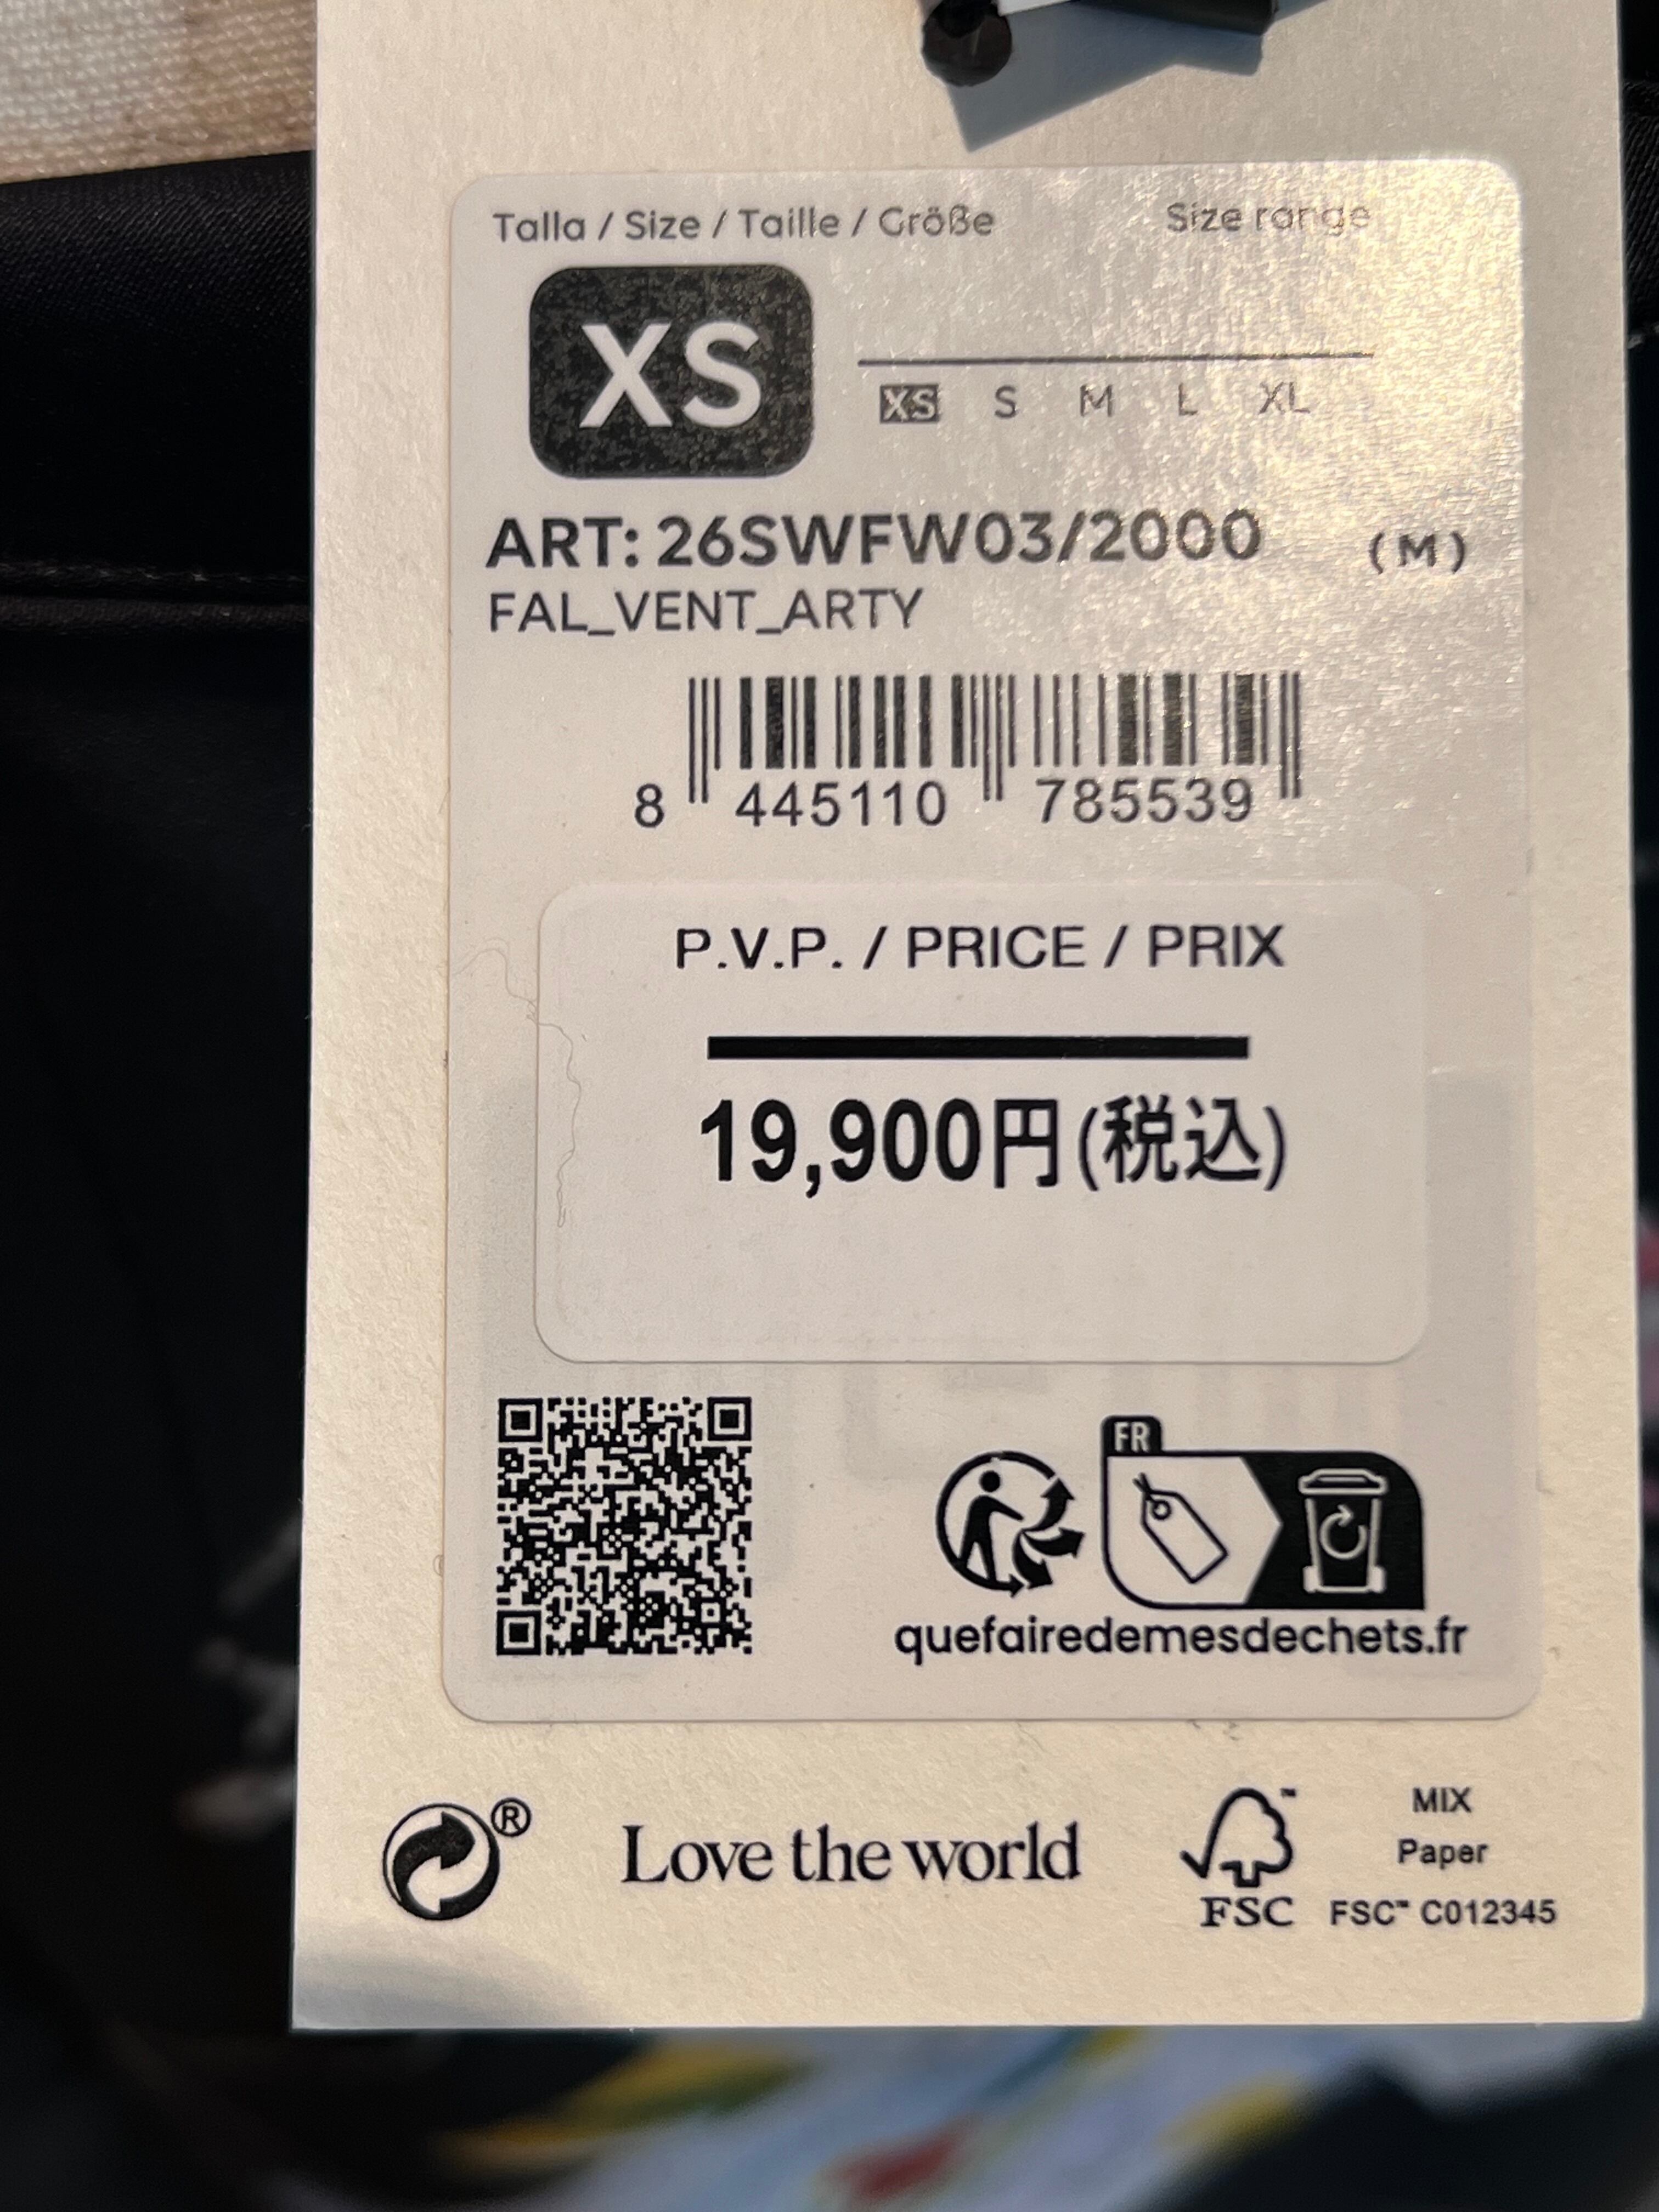 Talla / Size / Taille / Größe
Size range
XS
XS S M L XL
ART: 26SWFW03/2000 (M)
FAL_VENT_ARTY
8 445110 785539
P.V.P. / PRICE / PRIX
19,900円(税込)
FR
quefairedemesdechets.fr
®
Love the world
™
FSC
MIX
Paper
FSC™ C012345